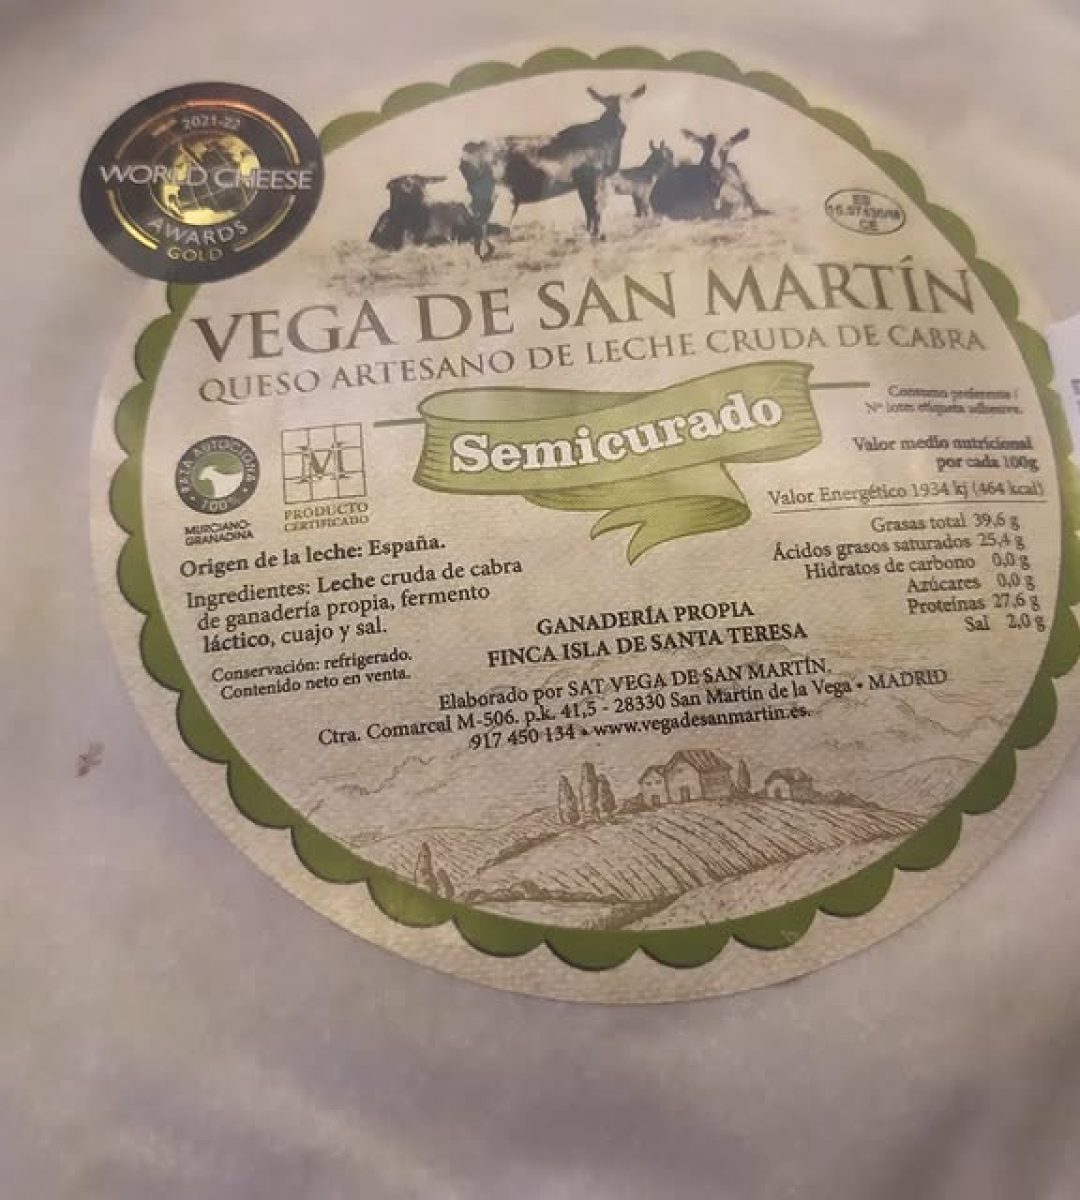 2021-22
WORLD CHEESE
AWARDS
GOLD
ES
CE
VEGA DE SAN MARTÍN
QUESO ARTESANO DE LECHE CRUDA DE CABRA
Semicurado
Consumo preferente /
Nº lote: etiqueta adhesiva.
RAZA AUTÓCTONA
100%
MURCIANO-
GRANADINA
M
PRODUCTO
CERTIFICADO
Origen de la leche: España.
Ingredientes: Leche cruda de cabra
de ganadería propia, fermento
láctico, cuajo y sal.
Conservación: refrigerado.
Contenido neto en venta.
Valor medio nutricional
por cada 100g
Valor Energético 1934 kj (464 kcal)
Grasas total 39,6 g
Ácidos grasos saturados 25,4 g
Hidratos de carbono 0,0 g
Azúcares 0,0 g
Proteínas 27,6 g
Sal 2,0 g
GANADERÍA PROPIA
FINCA ISLA DE SANTA TERESA
Elaborado por SAT VEGA DE SAN MARTÍN.
Ctra. Comarcal M-506. p.k. 41,5 - 28330 San Martín de la Vega • MADRID
917 450 134 • www.vegadesanmartin.es.